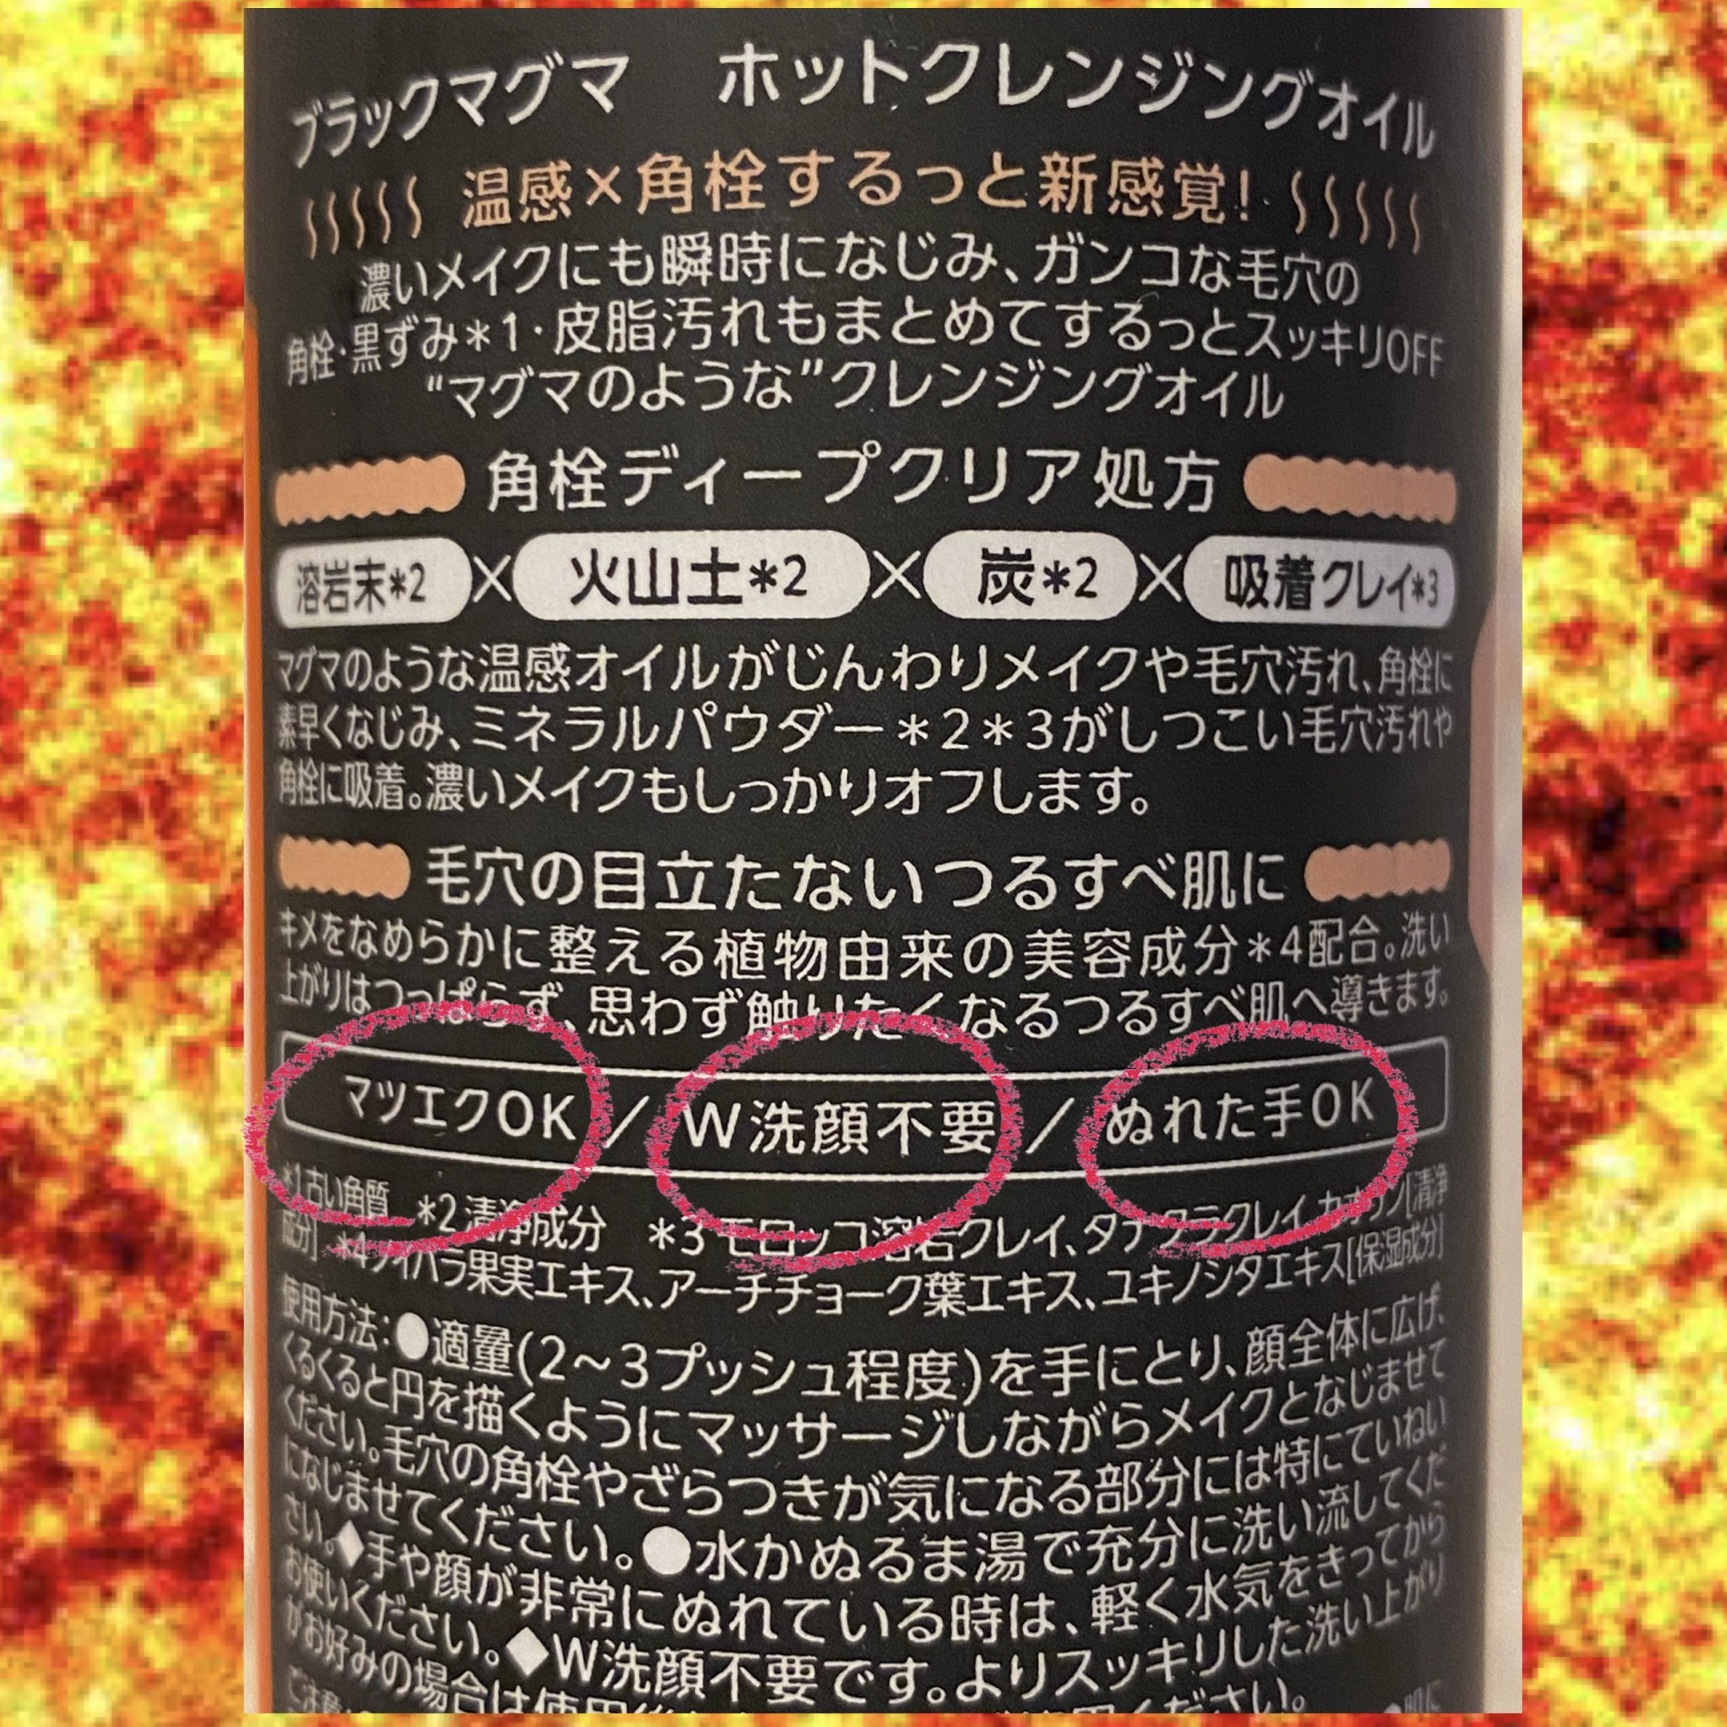 ブラックマグマ ホットクレンジングオイル
温感×角栓するっと新感覚!
濃いメイクにも瞬時になじみ、ガンコな毛穴の
角栓・黒ずみ*1・皮脂汚れもまとめてするっとスッキリOFF
“マグマのような”クレンジングオイル
角栓ディープクリア処方
溶岩末*2×火山土*2×炭*2×吸着クレイ*3
マグマのような温感オイルがじんわりメイクや毛穴汚れ、角栓に
素早くなじみ、ミネラルパウダー*2*3がしつこい毛穴汚れや
角栓に吸着。濃いメイクもしっかりオフします。
毛穴の目立たないつるすべ肌に
キメをなめらかに整える植物由来の美容成分*4配合。洗い
上がりはつっぱらず、思わず触りたくなるつるすべ肌へ導きます。
マツエクOK/W洗顔不要/ぬれた手OK
*1古い角質 *2清浄成分 *3モロッコ溶岩クレイ、タナクラクレイ、カオリン[清浄
成分] *4ノイバラ果実エキス、アーチチョーク葉エキス、ユキノシタエキス[保湿成分]
使用方法:●適量(2~3プッシュ程度)を手にとり、顔全体に広げ、
くるくると円を描くようにマッサージしながらメイクとなじませて
ください。毛穴の角栓やざらつきが気になる部分には特にていねい
になじませてください。●水かぬるま湯で充分に洗い流してくだ
さい。◆手や顔が非常にぬれている時は、軽く水気をきってから
お使いください。◆W洗顔不要です。よりスッキリした洗い上がり
がお好みの場合は使用後
ください。